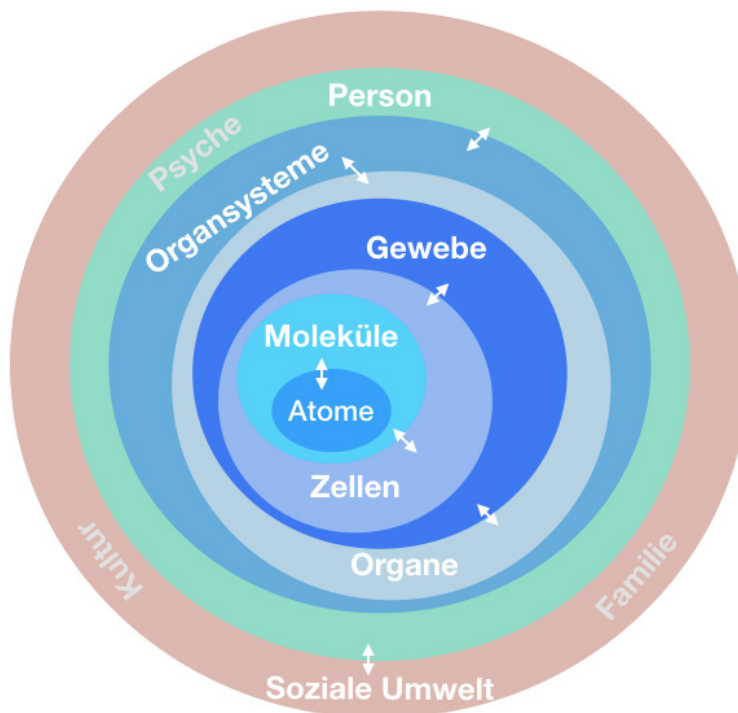 Person
Psyche
Organsysteme
Gewebe
Moleküle
Atome
Zellen
Organe
Kultur
Familie
Soziale Umwelt